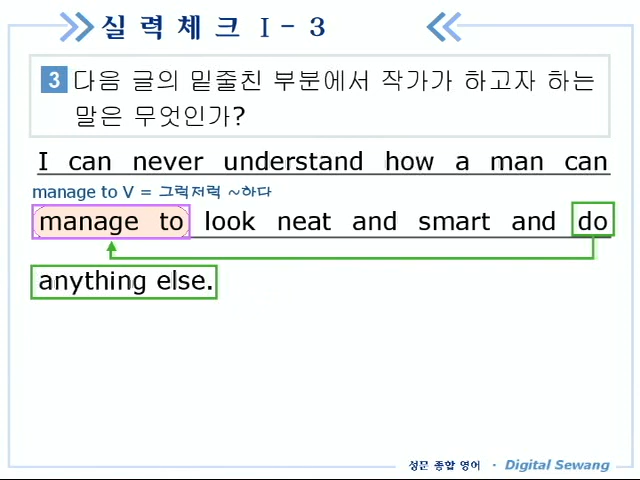 실력체크 Ⅰ- 3
3 다음 글의 밑줄친 부분에서 작가가 하고자 하는
말은 무엇인가?
I can never understand how a man can
manage to V = 그럭저럭 ~하다
manage to look neat and smart and do
anything else.
성문 종합 영어 · Digital Sewang